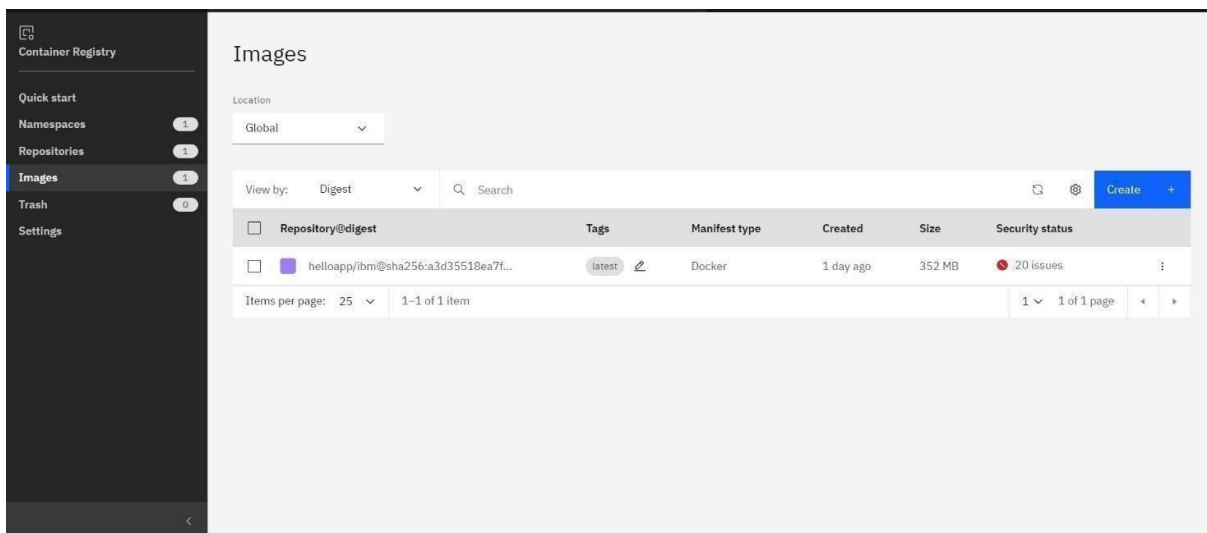 Container Registry
Quick start
Namespaces 1
Repositories 1
Images 1
Trash 0
Settings
Images
Location
Global
View by: Digest Search Create +
Repository@digest Tags Manifest type Created Size Security status
helloapp/ibm@sha256:a3d35518ea7f... latest Docker 1 day ago 352 MB 20 issues
Items per page: 25 1–1 of 1 item 1 1 of 1 page